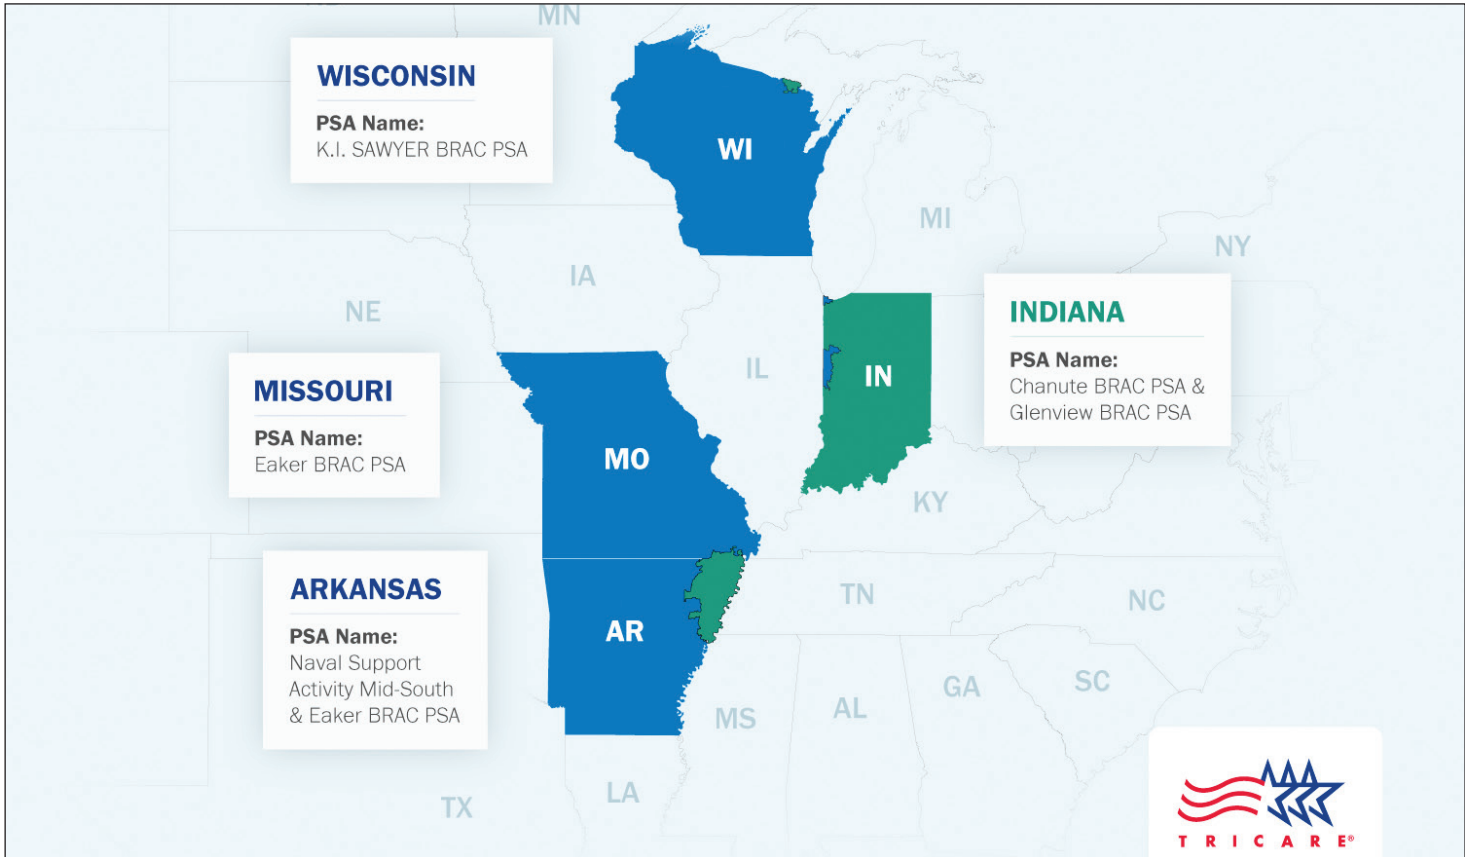 MN
WISCONSIN
PSA Name:
K.I. SAWYER BRAC PSA
WI
MI
NY
IA
NE
INDIANA
PSA Name:
Chanute BRAC PSA &
Glenview BRAC PSA
IL
IN
MISSOURI
PSA Name:
Eaker BRAC PSA
MO
KY
ARKANSAS
PSA Name:
Naval Support
Activity Mid-South
& Eaker BRAC PSA
TN
NC
AR
GA
SC
MS
AL
LA
TX
TRICARE®